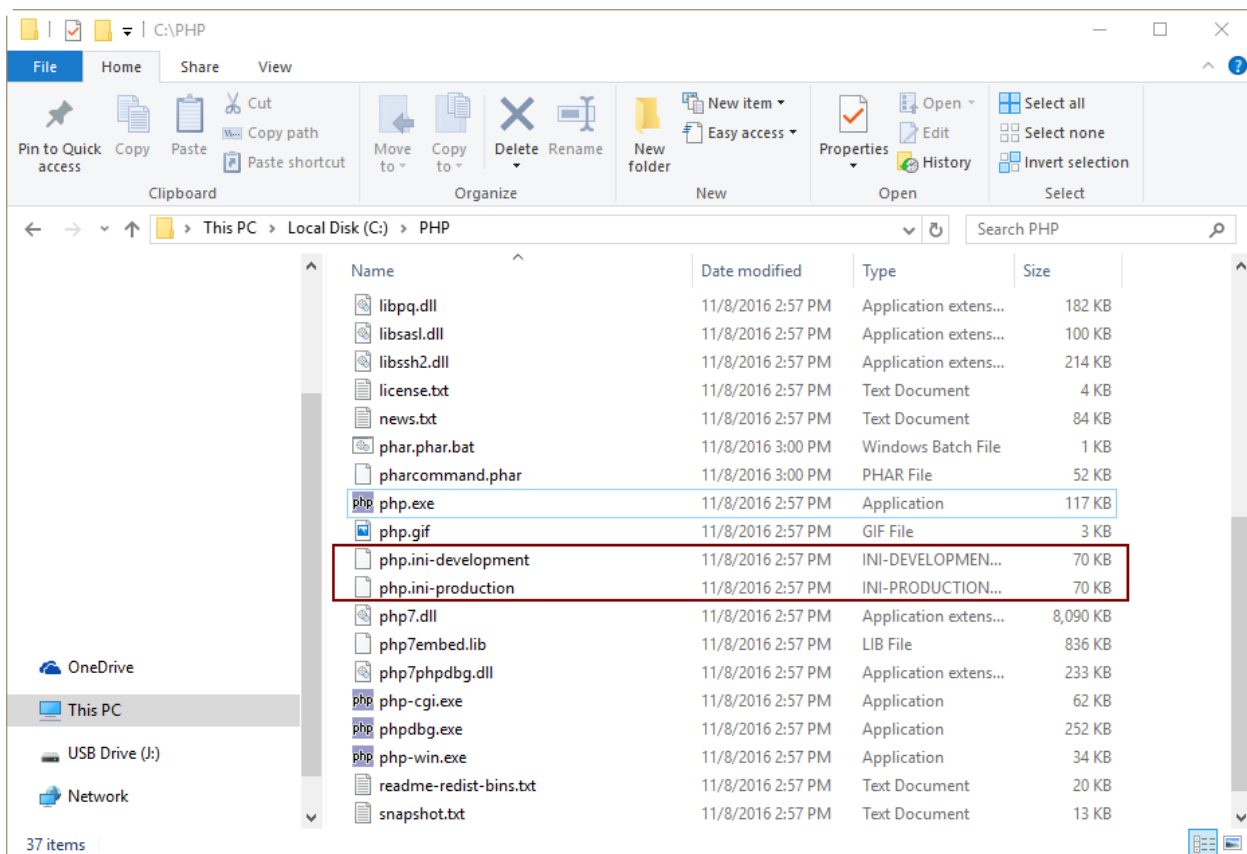 C:\PHP
File Home Share View
Pin to Quick access
Copy
Paste
Cut
Copy path
Paste shortcut
Clipboard
Move to
Copy to
Delete
Rename
Organize
New folder
New item
Easy access
New
Properties
Open
Edit
History
Open
Select all
Select none
Invert selection
Select
This PC > Local Disk (C:) > PHP
Search PHP
Name Date modified Type Size
libpq.dll 11/8/2016 2:57 PM Application extens... 182 KB
libsasl.dll 11/8/2016 2:57 PM Application extens... 100 KB
libssh2.dll 11/8/2016 2:57 PM Application extens... 214 KB
license.txt 11/8/2016 2:57 PM Text Document 4 KB
news.txt 11/8/2016 2:57 PM Text Document 84 KB
phar.phar.bat 11/8/2016 3:00 PM Windows Batch File 1 KB
pharcommand.phar 11/8/2016 3:00 PM PHAR File 52 KB
php php.exe 11/8/2016 2:57 PM Application 117 KB
php.gif 11/8/2016 2:57 PM GIF File 3 KB
php.ini-development 11/8/2016 2:57 PM INI-DEVELOPMEN... 70 KB
php.ini-production 11/8/2016 2:57 PM INI-PRODUCTION... 70 KB
php7.dll 11/8/2016 2:57 PM Application extens... 8,090 KB
php7embed.lib 11/8/2016 2:57 PM LIB File 836 KB
php7phpdbg.dll 11/8/2016 2:57 PM Application extens... 233 KB
php php-cgi.exe 11/8/2016 2:57 PM Application 62 KB
php phpdbg.exe 11/8/2016 2:57 PM Application 252 KB
php php-win.exe 11/8/2016 2:57 PM Application 34 KB
readme-redist-bins.txt 11/8/2016 2:57 PM Text Document 20 KB
snapshot.txt 11/8/2016 2:57 PM Text Document 13 KB
OneDrive
This PC
USB Drive (J:)
Network
37 items